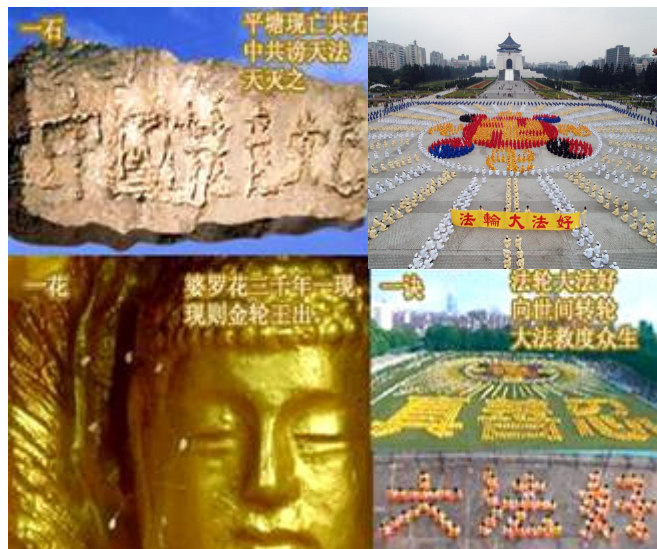 一石
平塘现亡共石
中共谤天法
天灭之
法輪大法好
一花
婆罗花三千年一现
现则金轮王出
一诀
法轮大法好
向世间转轮
大法救度众生
真善忍
大法好